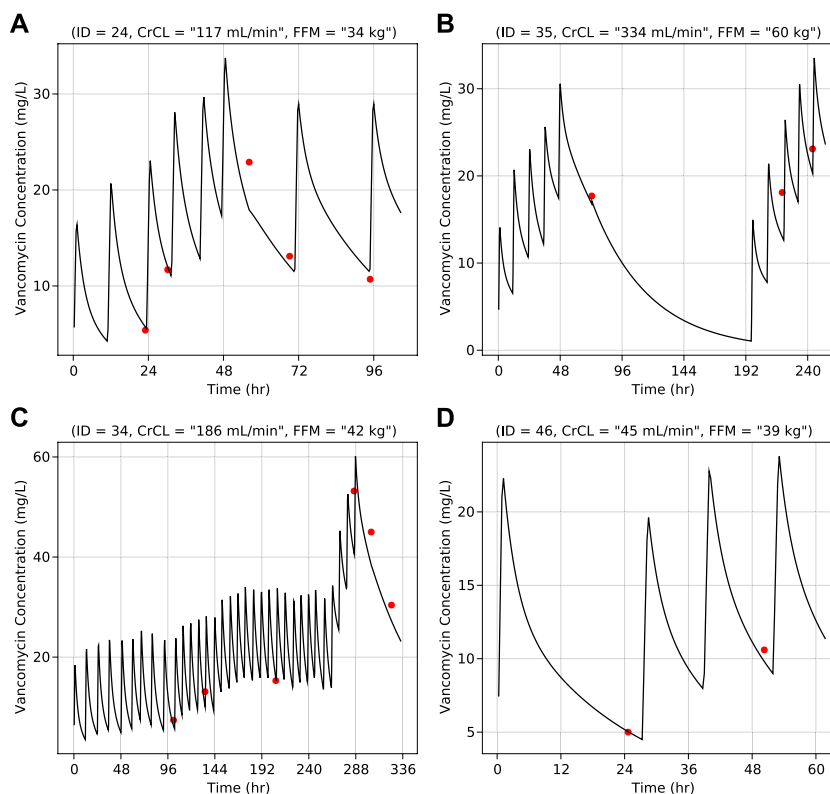 A
(ID = 24, CrCL = "117 mL/min", FFM = "34 kg")
Vancomycin Concentration (mg/L)
30
20
10
0 24 48 72 96
Time (hr)
B
(ID = 35, CrCL = "334 mL/min", FFM = "60 kg")
Vancomycin Concentration (mg/L)
30
20
10
0
0 48 96 144 192 240
Time (hr)
C
(ID = 34, CrCL = "186 mL/min", FFM = "42 kg")
Vancomycin Concentration (mg/L)
60
40
20
0 48 96 144 192 240 288 336
Time (hr)
D
(ID = 46, CrCL = "45 mL/min", FFM = "39 kg")
Vancomycin Concentration (mg/L)
20
15
10
5
0 12 24 36 48 60
Time (hr)